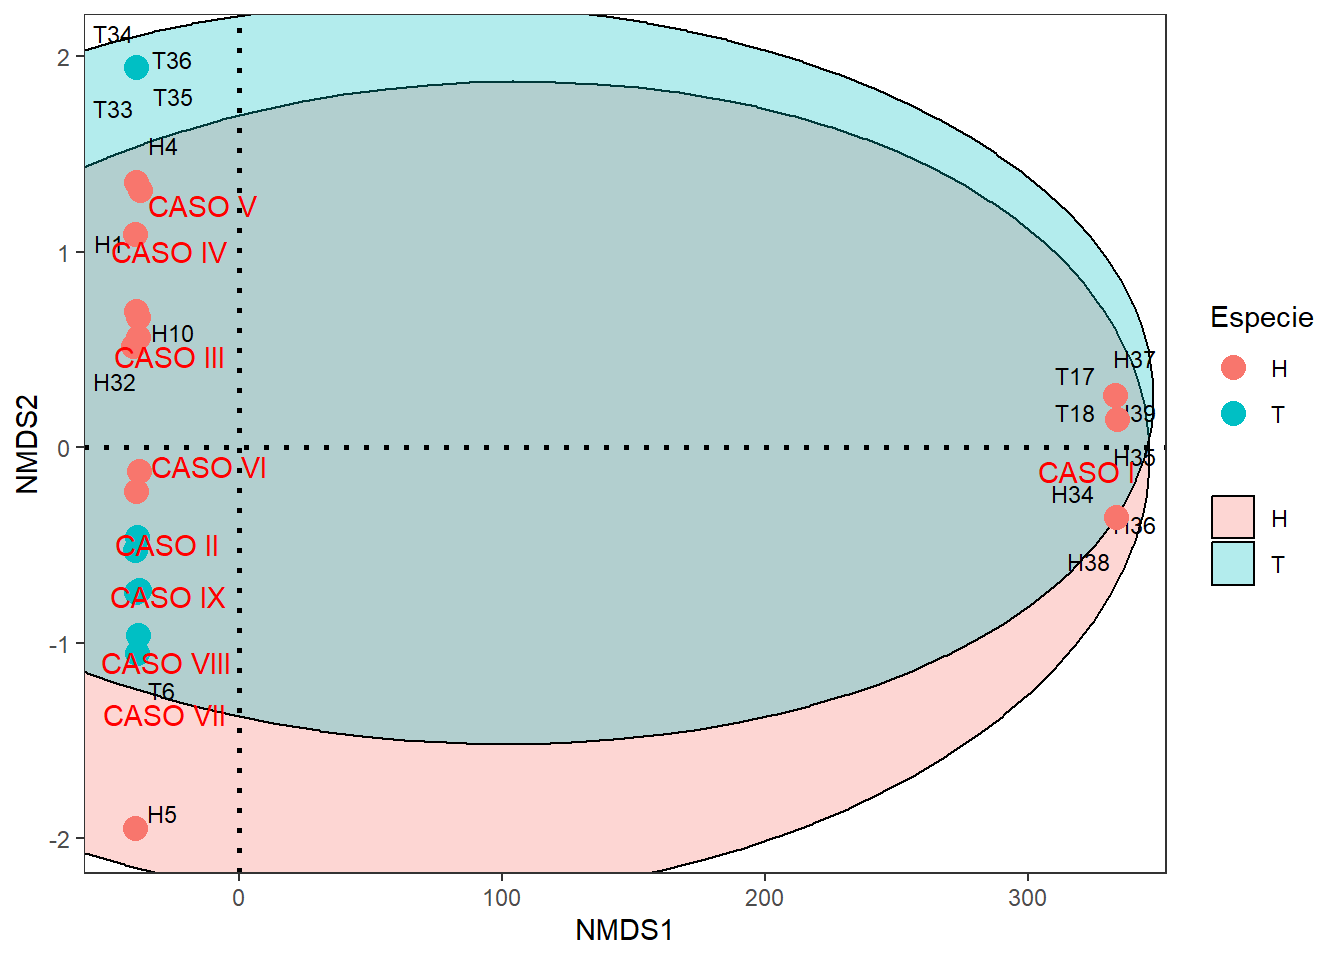 T34
2
T36
T35
T33
H4
CASO V
H1
1
CASO IV
H10
CASO III
H32
H37
T17
T18
H39
0
CASO VI
H35
CASO I
H34
H36
CASO II
H38
CASO IX
-1
CASO VIII
T6
CASO VII
H5
-2
NMDS2
0
100
200
300
NMDS1
Especie
H
T
H
T